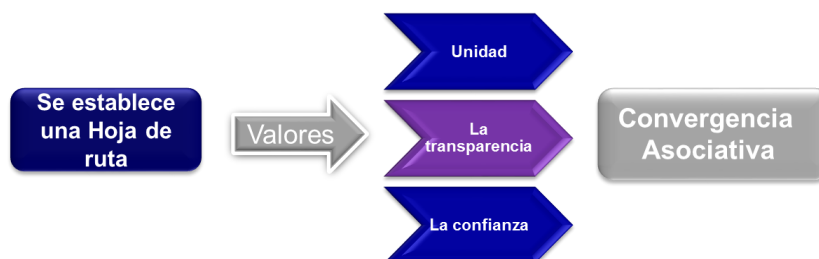 Se establece
una Hoja de
ruta
Valores
Unidad
La
transparencia
La confianza
Convergencia
Asociativa